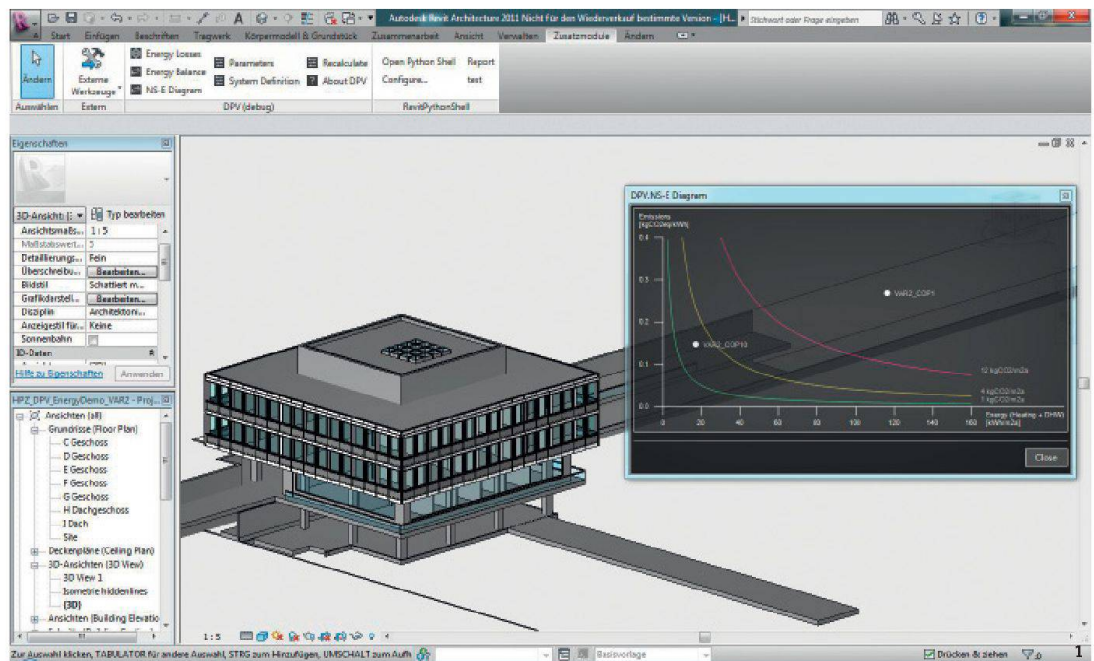 Autodesk Revit Architecture 2011 Nicht für den Wiederverkauf bestimmte Version - [H...
Stichwort oder Frage eingeben
Start Einfügen Beschriften Tragwerk Körpermodell & Grundstück Zusammenarbeit Ansicht Verwalten Zusatzmodule Ändern
Ändern
Externe
Werkzeuge
Energy Losses
Energy Balance
NS-E Diagram
Parameters
System Definition
Recalculate
About DPV
Open Python Shell
Configure...
Report
test
Auswählen Extern DPV (debug) RevitPythonShell
Eigenschaften
3D-Ansicht: [: Typ bearbeiten
Ansichtsmaßs... 1 : 5
Maßstabswert... 5
Detaillierung: Fein
Überschreibu... Bearbeiten...
Bildstil Schattiert m...
Grafikdarstell... Bearbeiten...
Disziplin Architektoni...
Anzeigestil für... Keine
Sonnenbahn
ID-Daten
Hilfe zu Eigenschaften Anwenden
HPZ_DPV_EnergyDemo_VAR2 - Proj...
Ansichten (all)
Grundrisse (Floor Plan)
C Geschoss
D Geschoss
E Geschoss
F Geschoss
G Geschoss
H Dachgeschoss
I Dach
Site
Deckenpläne (Ceiling Plan)
3D-Ansichten (3D View)
3D View 1
Isometrie hiddenlines
{3D}
Ansichten (Building Elevatio
DPV.NS-E Diagram
Emissions
[kgCO2eq/kWh]
0.4
0.3
0.2
0.1
0.0
VAR2_COP1
VAR2_COP10
12 kgCO2/m2a
4 kgCO2/m2a
1 kgCO2/m2a
0 20 40 60 80 100 120 140 160
Energy (Heating + DHW)
[kWh/m2a]
Close
1 : 5
Zur Auswahl klicken, TABULATOR für andere Auswahl, STRG zum Hinzufügen, UMSCHALT zum Aufh
Basisvorlage
Drücken & ziehen
:0
1